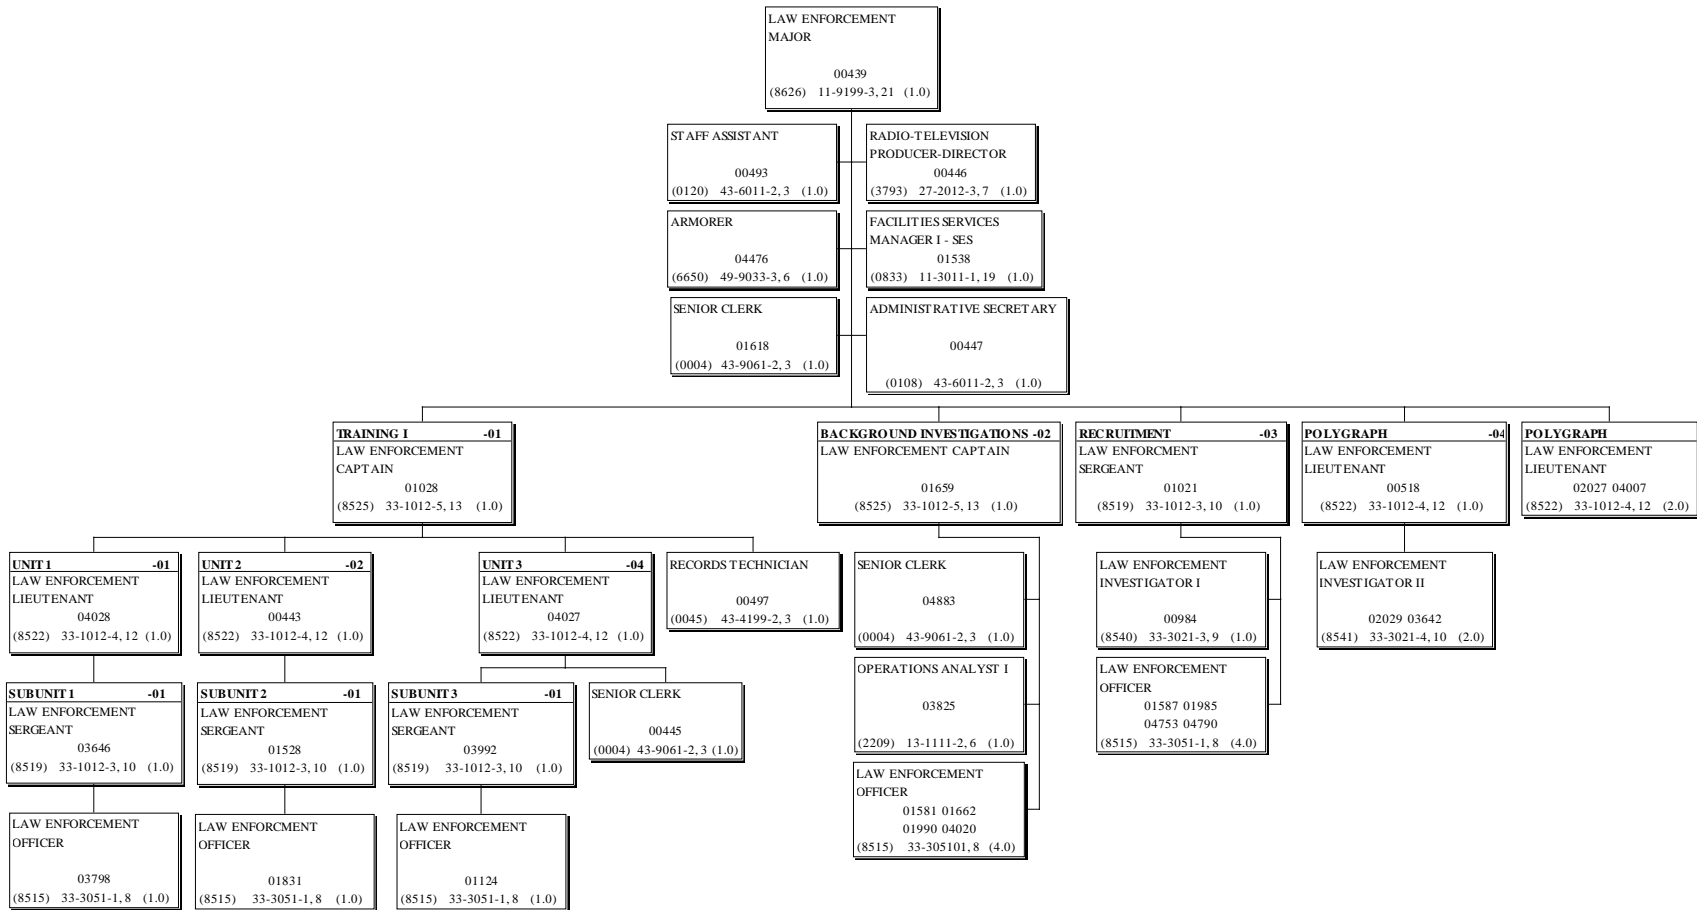 LAW ENFORCEMENT
MAJOR
00439
(8626) 11-9199-3, 21 (1.0)
STAFF ASSISTANT
00493
(0120) 43-6011-2, 3 (1.0)
RADIO-TELEVISION
PRODUCER-DIRECTOR
00446
(3793) 27-2012-3, 7 (1.0)
ARMORER
04476
(6650) 49-9033-3, 6 (1.0)
FACILITIES SERVICES
MANAGER I - SES
01538
(0833) 11-3011-1, 19 (1.0)
SENIOR CLERK
01618
(0004) 43-9061-2, 3 (1.0)
ADMINISTRATIVE SECRETARY
00447
(0108) 43-6011-2, 3 (1.0)
TRAINING I -01
LAW ENFORCEMENT
CAPTAIN
01028
(8525) 33-1012-5, 13 (1.0)
BACKGROUND INVESTIGATIONS -02
LAW ENFORCEMENT CAPTAIN
01659
(8525) 33-1012-5, 13 (1.0)
RECRUITMENT -03
LAW ENFORCMENT
SERGEANT
01021
(8519) 33-1012-3, 10 (1.0)
POLYGRAPH -04
LAW ENFORCEMENT
LIEUTENANT
00518
(8522) 33-1012-4, 12 (1.0)
POLYGRAPH
LAW ENFORCEMENT
LIEUTENANT
02027 04007
(8522) 33-1012-4, 12 (2.0)
UNIT 1 -01
LAW ENFORCEMENT
LIEUTENANT
04028
(8522) 33-1012-4, 12 (1.0)
UNIT 2 -02
LAW ENFORCEMENT
LIEUTENANT
00443
(8522) 33-1012-4, 12 (1.0)
UNIT 3 -04
LAW ENFORCEMENT
LIEUTENANT
04027
(8522) 33-1012-4, 12 (1.0)
RECORDS TECHNICIAN
00497
(0045) 43-4199-2, 3 (1.0)
SENIOR CLERK
04883
(0004) 43-9061-2, 3 (1.0)
LAW ENFORCEMENT
INVESTIGATOR I
00984
(8540) 33-3021-3, 9 (1.0)
LAW ENFORCEMENT
INVESTIGATOR II
02029 03642
(8541) 33-3021-4, 10 (2.0)
SUBUNIT 1 -01
LAW ENFORCEMENT
SERGEANT
03646
(8519) 33-1012-3, 10 (1.0)
SUBUNIT 2 -01
LAW ENFORCEMENT
SERGEANT
01528
(8519) 33-1012-3, 10 (1.0)
SUBUNIT 3 -01
LAW ENFORCEMENT
SERGEANT
03992
(8519) 33-1012-3, 10 (1.0)
SENIOR CLERK
00445
(0004) 43-9061-2, 3 (1.0)
OPERATIONS ANALYST I
03825
(2209) 13-1111-2, 6 (1.0)
LAW ENFORCEMENT
OFFICER
01587 01985
04753 04790
(8515) 33-3051-1, 8 (4.0)
LAW ENFORCEMENT
OFFICER
01581 01662
01990 04020
(8515) 33-305101, 8 (4.0)
LAW ENFORCEMENT
OFFICER
03798
(8515) 33-3051-1, 8 (1.0)
LAW ENFORCMENT
OFFICER
01831
(8515) 33-3051-1, 8 (1.0)
LAW ENFORCEMENT
OFFICER
01124
(8515) 33-3051-1, 8 (1.0)